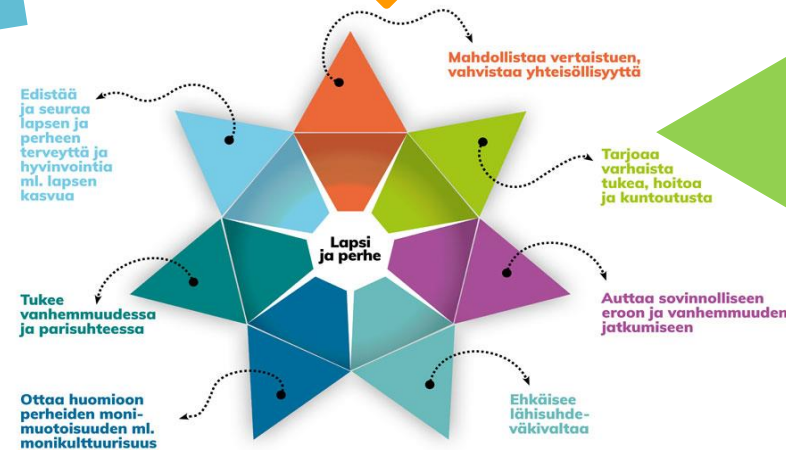 Mahdollistaa vertaistuen,
vahvistaa yhteisöllisyyttä
Edistää
ja seuraa
lapsen ja
perheen
terveyttä ja
hyvinvointia
ml. lapsen
kasvua
Tarjoaa
varhaista
tukea, hoitoa
ja kuntoutusta
Lapsi
ja perhe
Tukee
vanhemmuudessa
ja parisuhteessa
Auttaa sovinnolliseen
eroon ja vanhemmuuden
jatkumiseen
Ottaa huomioon
perheiden moni-
muotoisuuden ml.
monikulttuurisuus
Ehkäisee
lähisuhde-
väkivaltaa